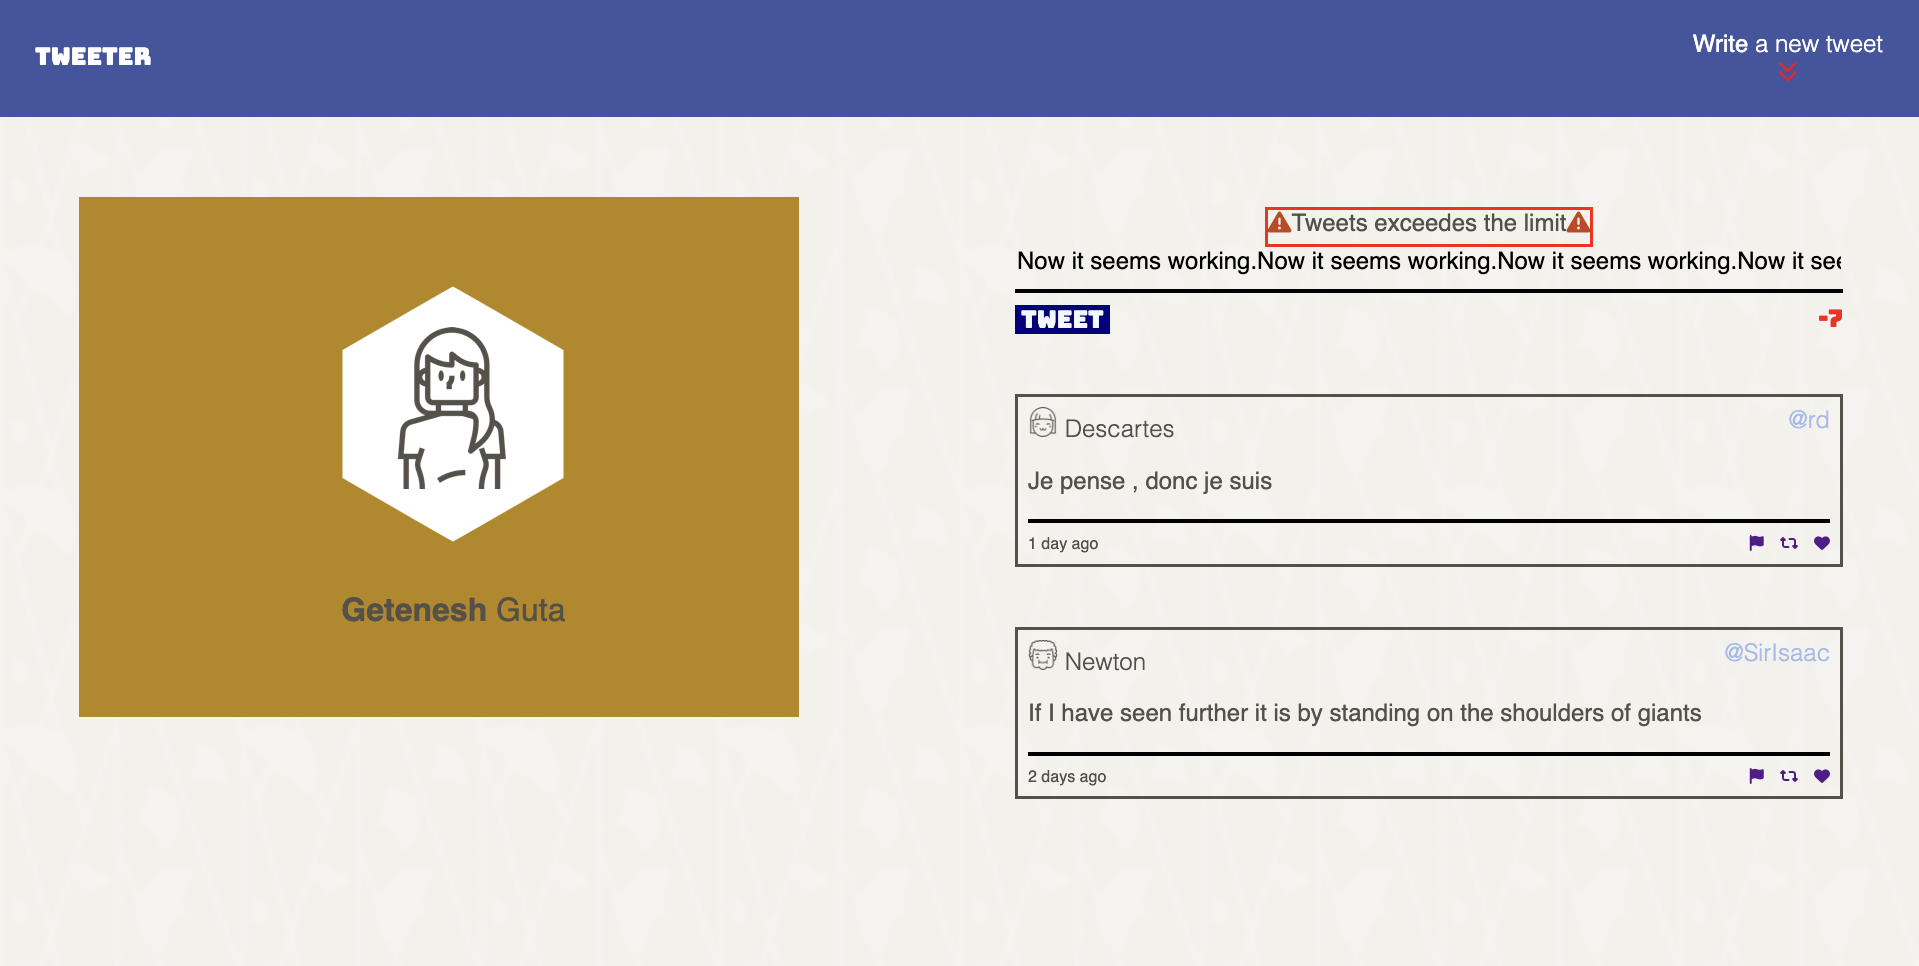 TWEETER
Write a new tweet
Getenesh Guta
Tweets exceedes the limit
Now it seems working.Now it seems working.Now it seems working.Now it see
TWEET
-7
Descartes
@rd
Je pense , donc je suis
1 day ago
Newton
@SirIsaac
If I have seen further it is by standing on the shoulders of giants
2 days ago